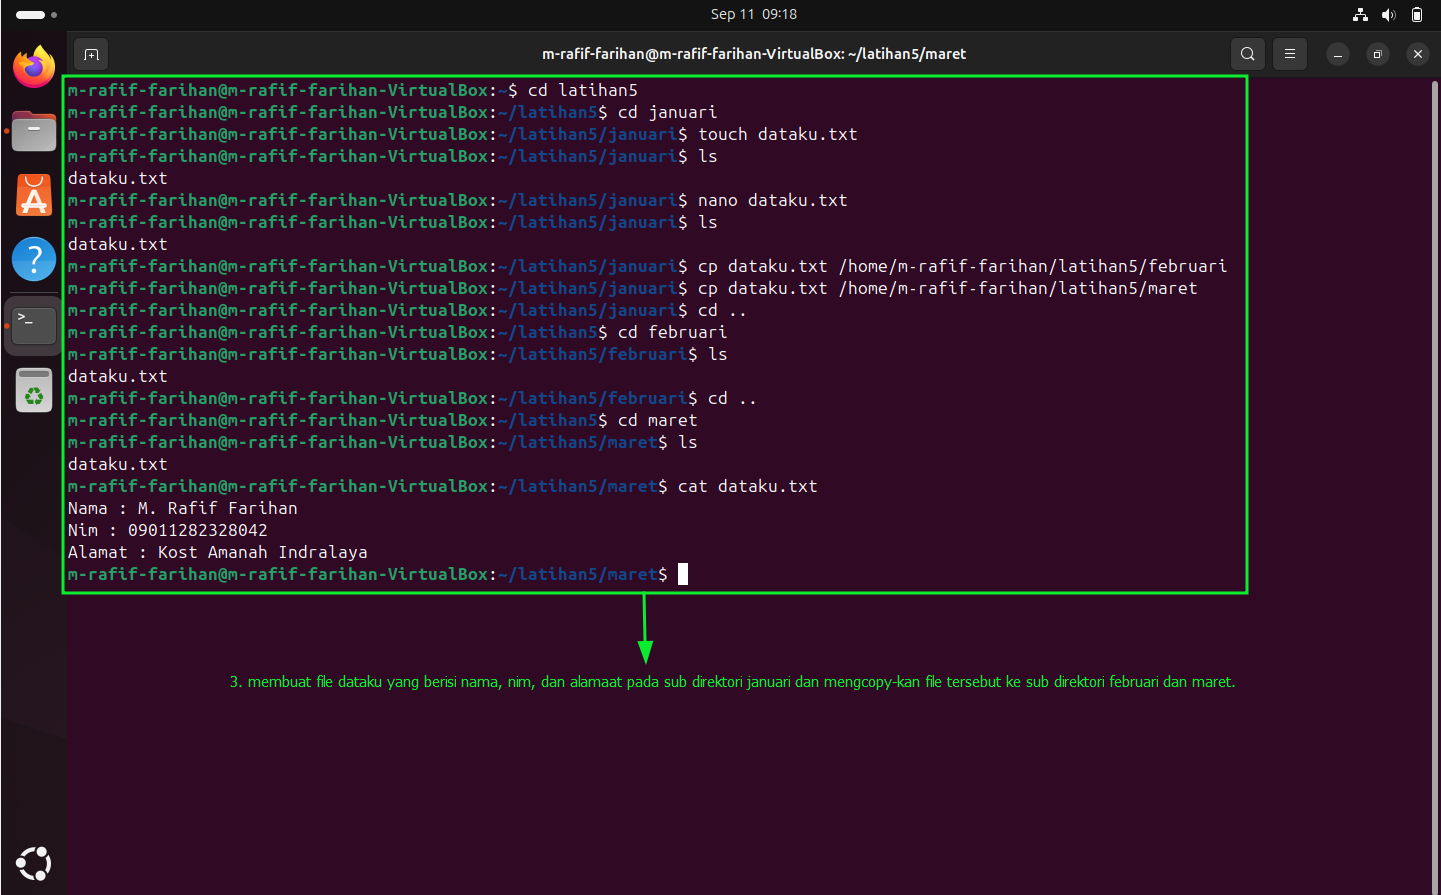 Sep 11 09:18
m-rafif-farihan@m-rafif-farihan-VirtualBox: ~/latihan5/maret
m-rafif-farihan@m-rafif-farihan-VirtualBox:~$ cd latihan5
m-rafif-farihan@m-rafif-farihan-VirtualBox:~/latihan5$ cd januari
m-rafif-farihan@m-rafif-farihan-VirtualBox:~/latihan5/januari$ touch dataku.txt
m-rafif-farihan@m-rafif-farihan-VirtualBox:~/latihan5/januari$ ls
dataku.txt
m-rafif-farihan@m-rafif-farihan-VirtualBox:~/latihan5/januari$ nano dataku.txt
m-rafif-farihan@m-rafif-farihan-VirtualBox:~/latihan5/januari$ ls
dataku.txt
m-rafif-farihan@m-rafif-farihan-VirtualBox:~/latihan5/januari$ cp dataku.txt /home/m-rafif-farihan/latihan5/februari
m-rafif-farihan@m-rafif-farihan-VirtualBox:~/latihan5/januari$ cp dataku.txt /home/m-rafif-farihan/latihan5/maret
m-rafif-farihan@m-rafif-farihan-VirtualBox:~/latihan5/januari$ cd ..
m-rafif-farihan@m-rafif-farihan-VirtualBox:~/latihan5$ cd februari
m-rafif-farihan@m-rafif-farihan-VirtualBox:~/latihan5/februari$ ls
dataku.txt
m-rafif-farihan@m-rafif-farihan-VirtualBox:~/latihan5/februari$ cd ..
m-rafif-farihan@m-rafif-farihan-VirtualBox:~/latihan5$ cd maret
m-rafif-farihan@m-rafif-farihan-VirtualBox:~/latihan5/maret$ ls
dataku.txt
m-rafif-farihan@m-rafif-farihan-VirtualBox:~/latihan5/maret$ cat dataku.txt
Nama : M. Rafif Farihan
Nim : 09011282328042
Alamat : Kost Amanah Indralaya
m-rafif-farihan@m-rafif-farihan-VirtualBox:~/latihan5/maret$
3. membuat file dataku yang berisi nama, nim, dan alamaat pada sub direktori januari dan mengcopy-kan file tersebut ke sub direktori februari dan maret.